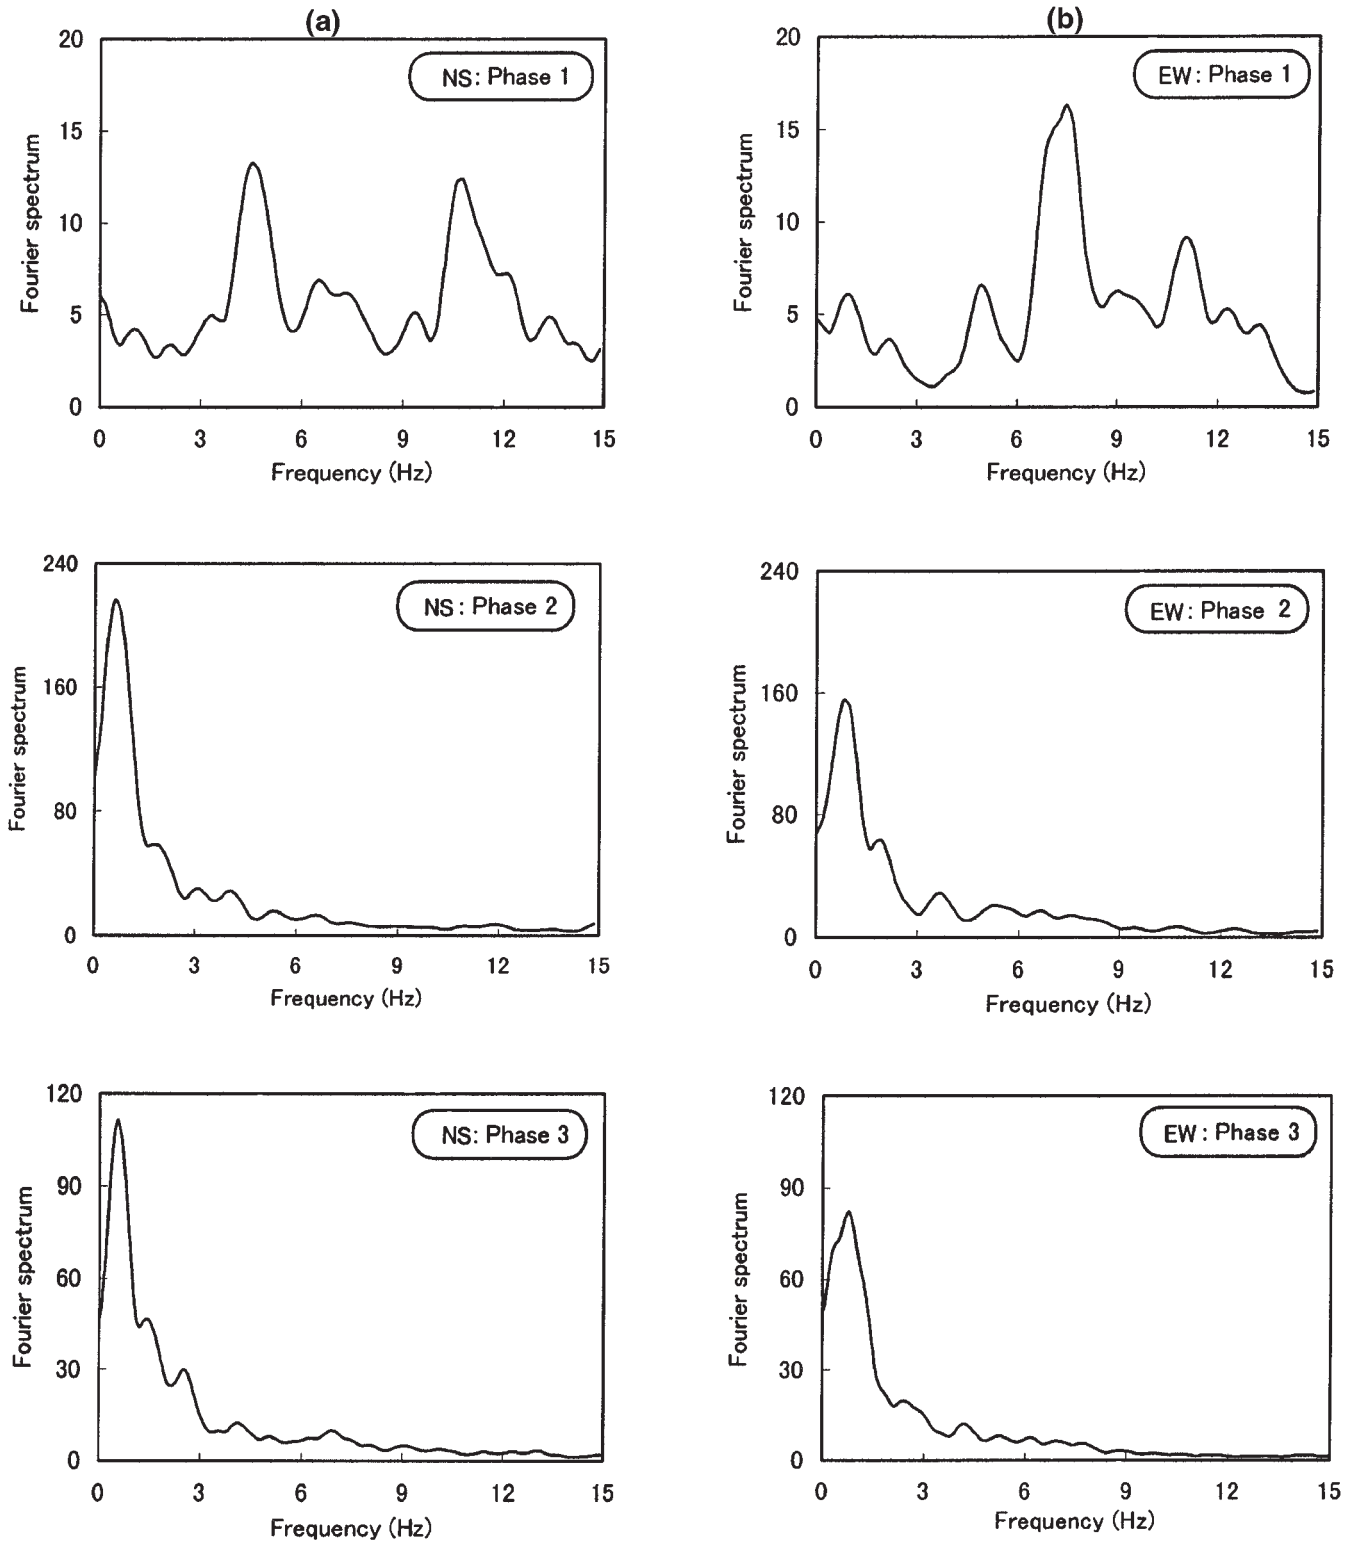 (a)
(b)
NS: Phase 1
20
15
10
5
0
Fourier spectrum
0 3 6 9 12 15
Frequency (Hz)
EW: Phase 1
20
15
10
5
0
Fourier spectrum
0 3 6 9 12 15
Frequency (Hz)
NS: Phase 2
240
160
80
0
Fourier spectrum
0 3 6 9 12 15
Frequency (Hz)
EW: Phase 2
240
160
80
0
Fourier spectrum
0 3 6 9 12 15
Frequency (Hz)
NS: Phase 3
120
90
60
30
0
Fourier spectrum
0 3 6 9 12 15
Frequency (Hz)
EW: Phase 3
120
90
60
30
0
Fourier spectrum
0 3 6 9 12 15
Frequency (Hz)